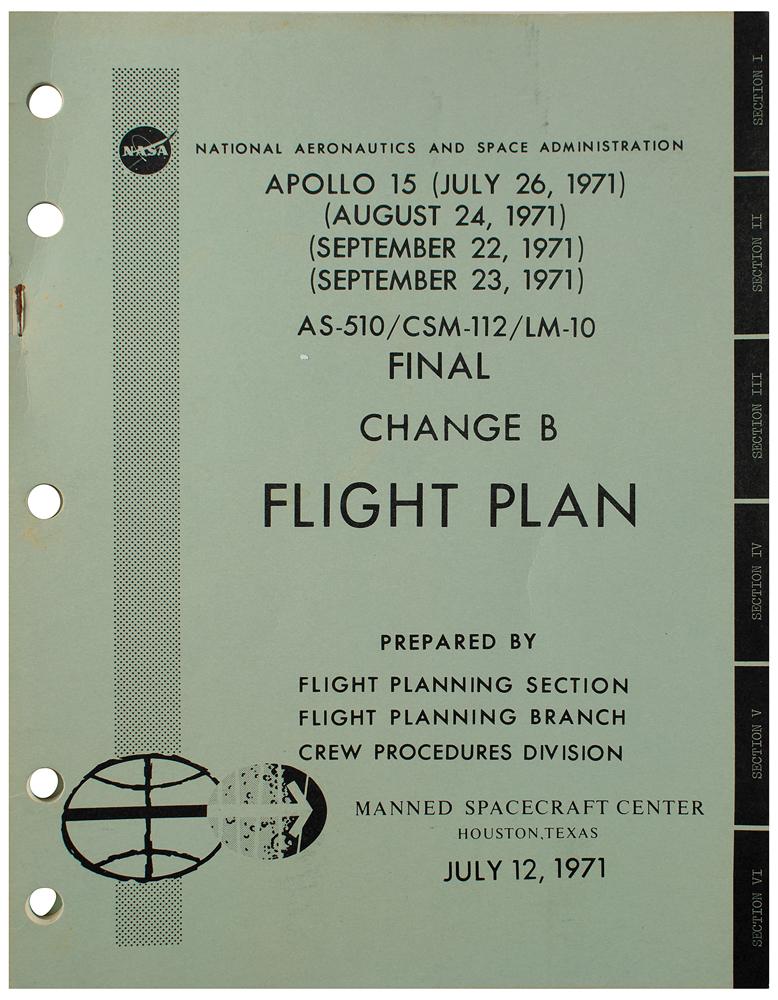 NASA
NATIONAL AERONAUTICS AND SPACE ADMINISTRATION
APOLLO 15 (JULY 26, 1971)
(AUGUST 24, 1971)
(SEPTEMBER 22, 1971)
(SEPTEMBER 23, 1971)
AS-510/CSM-112/LM-10
FINAL
CHANGE B
FLIGHT PLAN
PREPARED BY
FLIGHT PLANNING SECTION
FLIGHT PLANNING BRANCH
CREW PROCEDURES DIVISION
MANNED SPACECRAFT CENTER
HOUSTON,TEXAS
JULY 12, 1971
SECTION I
SECTION II
SECTION III
SECTION IV
SECTION V
SECTION VI